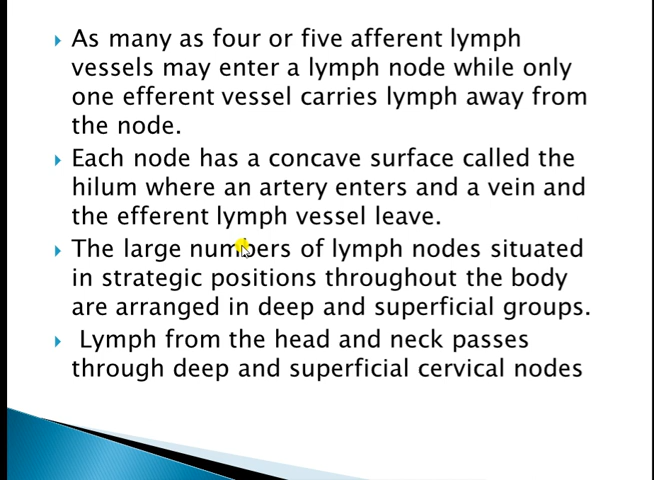 As many as four or five afferent lymph
vessels may enter a lymph node while only
one efferent vessel carries lymph away from
the node.
Each node has a concave surface called the
hilum where an artery enters and a vein and
the efferent lymph vessel leave.
The large numbers of lymph nodes situated
in strategic positions throughout the body
are arranged in deep and superficial groups.
Lymph from the head and neck passes
through deep and superficial cervical nodes